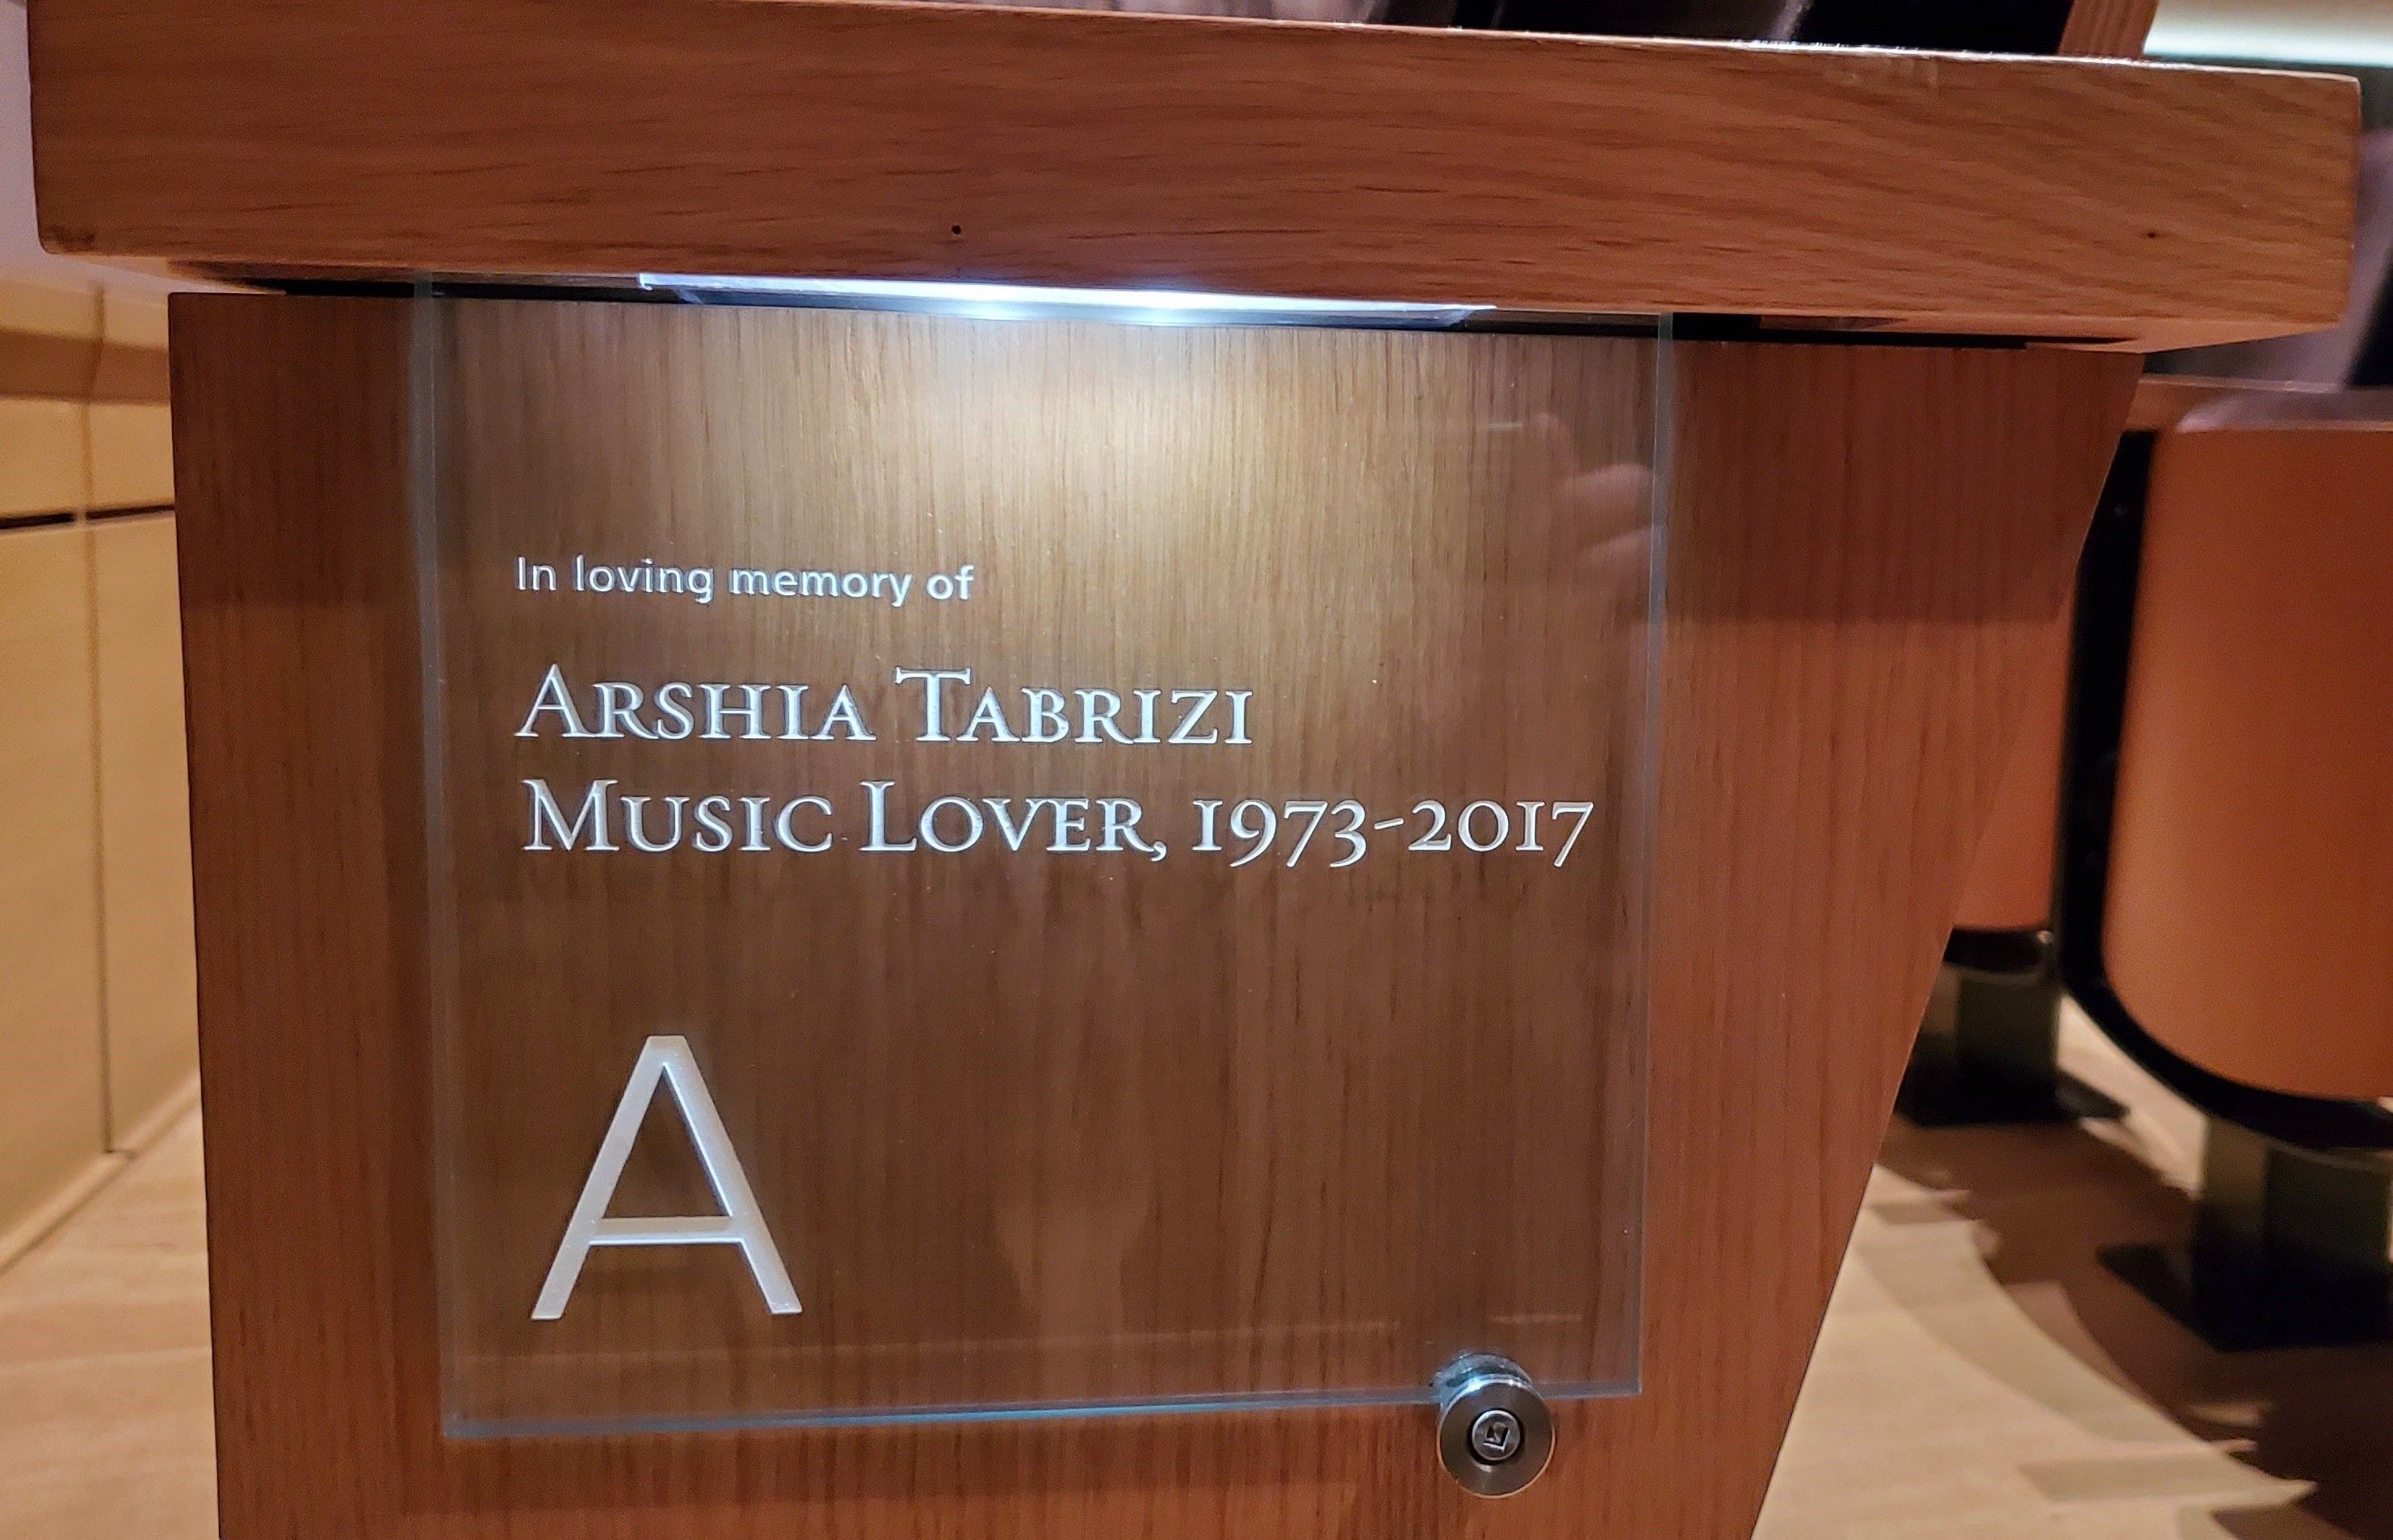 In loving memory of
Arshia Tabrizi
Music Lover, 1973-2017
A